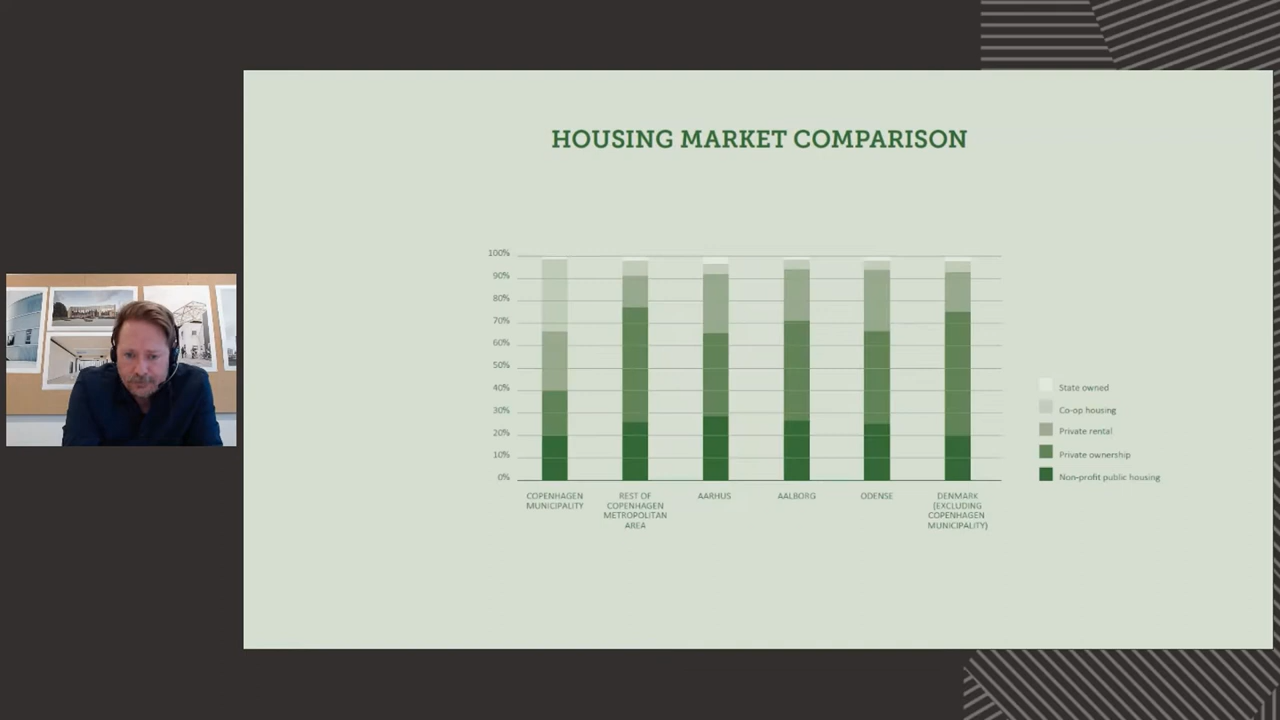 HOUSING MARKET COMPARISON
100%
90%
80%
70%
60%
50%
40%
30%
20%
10%
0%
COPENHAGEN
MUNICIPALITY
REST OF
COPENHAGEN
METROPOLITAN
AREA
AARHUS
AALBORG
ODENSE
DENMARK
(EXCLUDING
COPENHAGEN
MUNICIPALITY)
State owned
Co-op housing
Private rental
Private ownership
Non-profit public housing